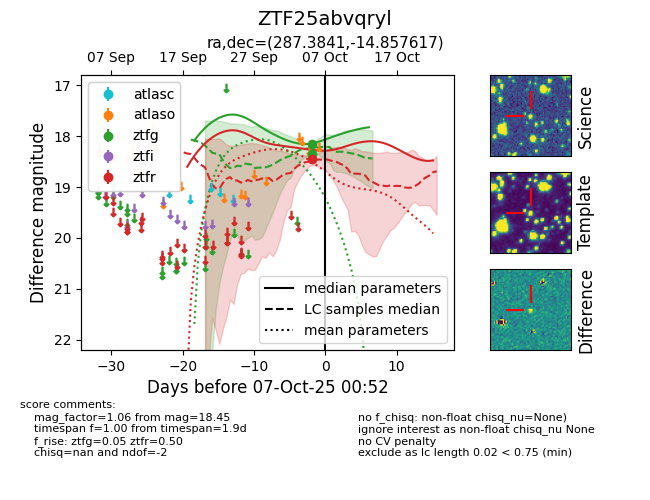 ZTF25abvqryl
ra,dec=(287.3841,-14.857617)
07 Sep 17 Sep 27 Sep 07 Oct 17 Oct
17
18
19
20
21
22
Difference magnitude
atlasc
atlaso
ztfg
ztfi
ztfr
median parameters
LC samples median
mean parameters
−30 −20 −10 0 10
Days before 07-Oct-25 00:52
Science
Template
Difference
score comments:
mag_factor=1.06 from mag=18.45
timespan f=1.00 from timespan=1.9d
f_rise: ztfg=0.05 ztfr=0.50
chisq=nan and ndof=-2
no f_chisq: non-float chisq_nu=None)
ignore interest as non-float chisq_nu None
no CV penalty
exclude as lc length 0.02 < 0.75 (min)